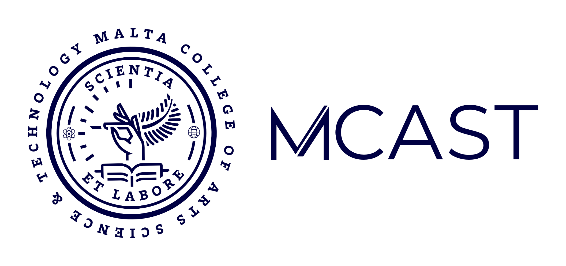 MALTA COLLEGE OF ARTS SCIENCE & TECHNOLOGY
SCIENTIA
ET LABORE
MCAST